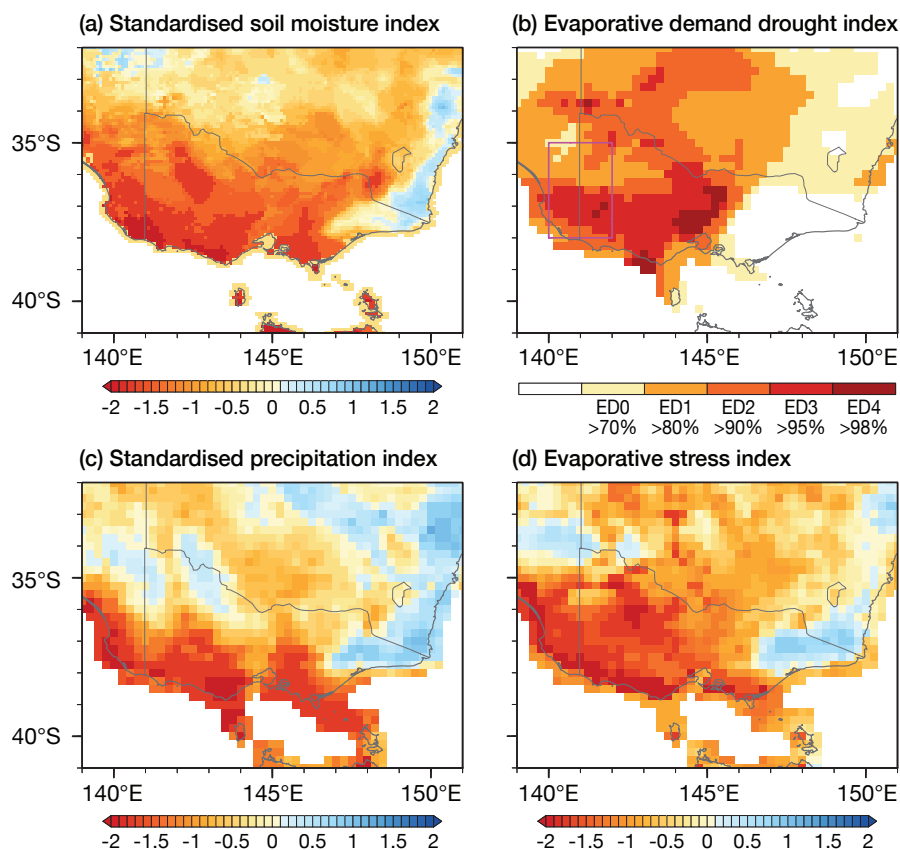 (a) Standardised soil moisture index
(b) Evaporative demand drought index
35°S
40°S
140°E 145°E 150°E
140°E 145°E 150°E
-2 -1.5 -1 -0.5 0 0.5 1 1.5 2
ED0 ED1 ED2 ED3 ED4
>70% >80% >90% >95% >98%
(c) Standardised precipitation index
(d) Evaporative stress index
35°S
40°S
140°E 145°E 150°E
140°E 145°E 150°E
-2 -1.5 -1 -0.5 0 0.5 1 1.5 2
-2 -1.5 -1 -0.5 0 0.5 1 1.5 2